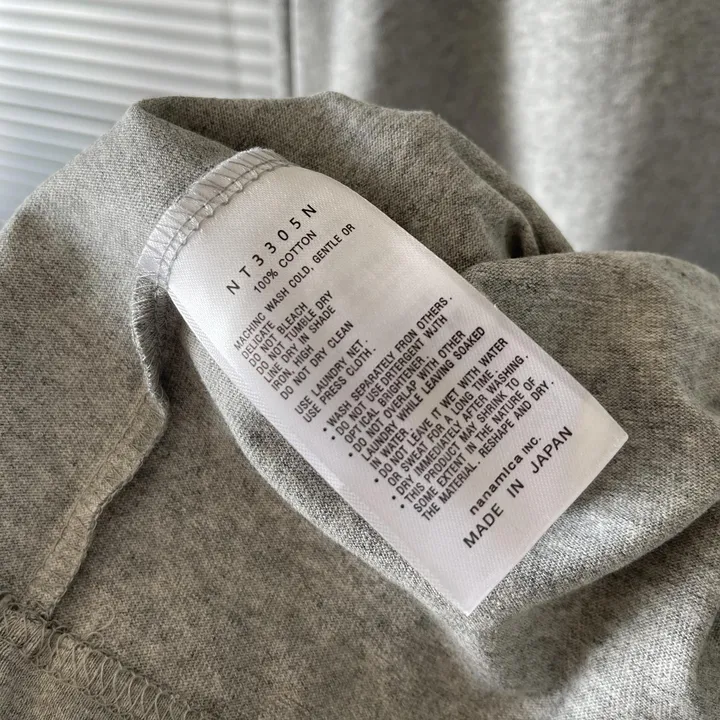 NT3305N
100% COTTON
MACHING WASH COLD, GENTLE OR
DELICATE
DO NOT BLEACH
DO NOT TUMBLE DRY
LINE DRY IN SHADE
IRON, HIGH
DO NOT DRY CLEAN
USE LAUNDRY NET.
USE PRESS CLOTH.
• WASH SEPARATELY FRON OTHERS.
• DO NOT USE DETERGENT WITH
OPTICAL BRIGHTENER.
• DO NOT OVERLAP WITH OTHER
LAUNDRY WHILE LEAVING SOAKED
IN WATER.
• DO NOT LEAVE IT WET WITH WATER
OR SWEAT FOR A LONG TIME.
• DRY IMMEDIATELY AFTER WASHING.
• THIS PRODUCT MAY SHRINK TO
SOME EXTENT IN THE NATURE OF
THE MATERIAL. RESHAPE AND DRY.
nanamica INC.
MADE IN JAPAN